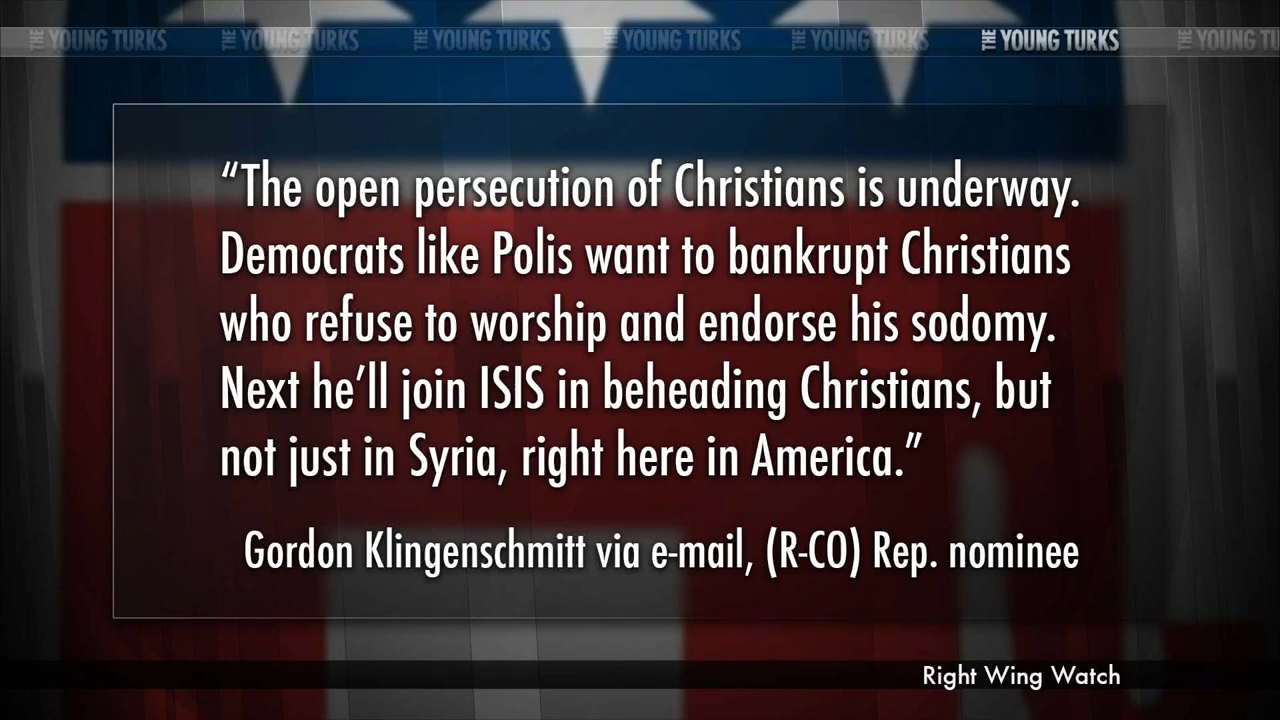 THE YOUNG TURKS THE YOUNG TURKS THE YOUNG TURKS THE YOUNG TURKS THE YOUNG TURKS THE YOUNG TURKS THE YOUNG TU
“The open persecution of Christians is underway.
Democrats like Polis want to bankrupt Christians
who refuse to worship and endorse his sodomy.
Next he’ll join ISIS in beheading Christians, but
not just in Syria, right here in America.”
Gordon Klingenschmitt via e-mail, (R-CO) Rep. nominee
Right Wing Watch